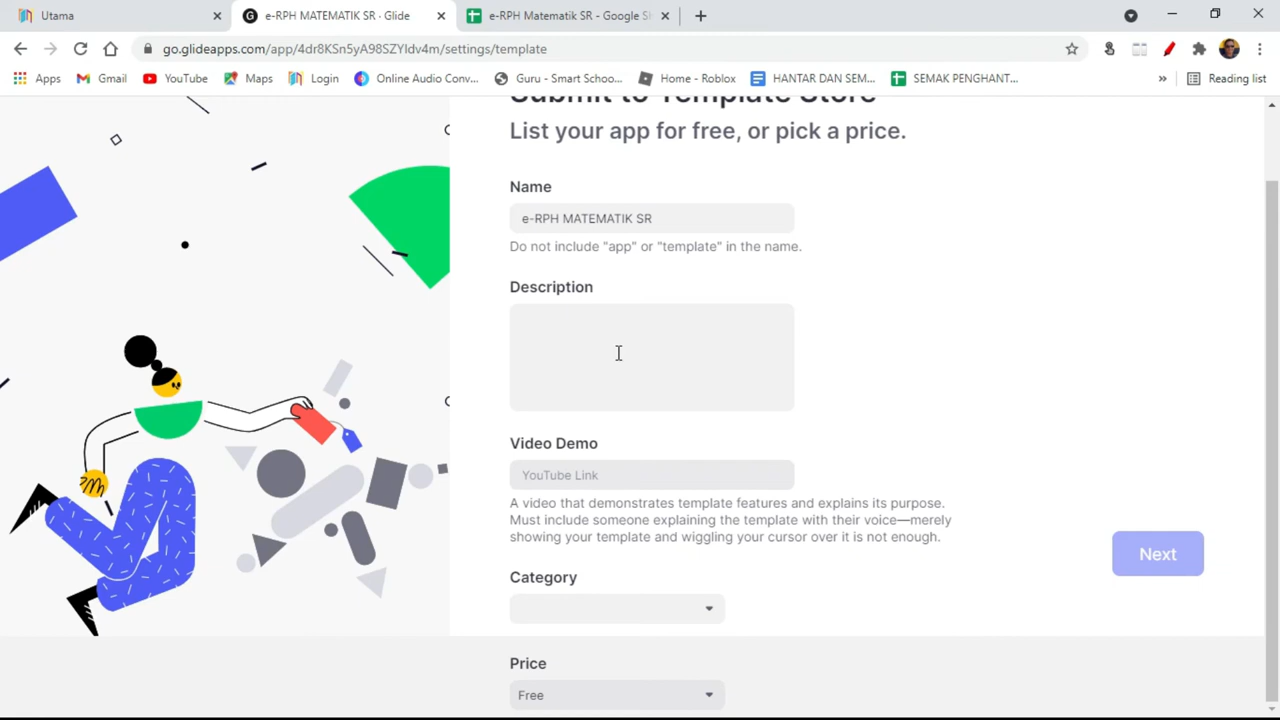 Utama
e-RPH MATEMATIK SR · Glide
e-RPH Matematik SR - Google Sh
go.glideapps.com/app/4dr8KSn5yA98SZYldv4m/settings/template
Apps
Gmail
YouTube
Maps
Login
Online Audio Conv...
Guru - Smart Schoo...
Home - Roblox
HANTAR DAN SEM...
SEMAK PENGHANT...
»
Reading list
Submit to Template Store
List your app for free, or pick a price.
Name
e-RPH MATEMATIK SR
Do not include "app" or "template" in the name.
Description
Video Demo
YouTube Link
A video that demonstrates template features and explains its purpose.
Must include someone explaining the template with their voice—merely
showing your template and wiggling your cursor over it is not enough.
Next
Category
Price
Free